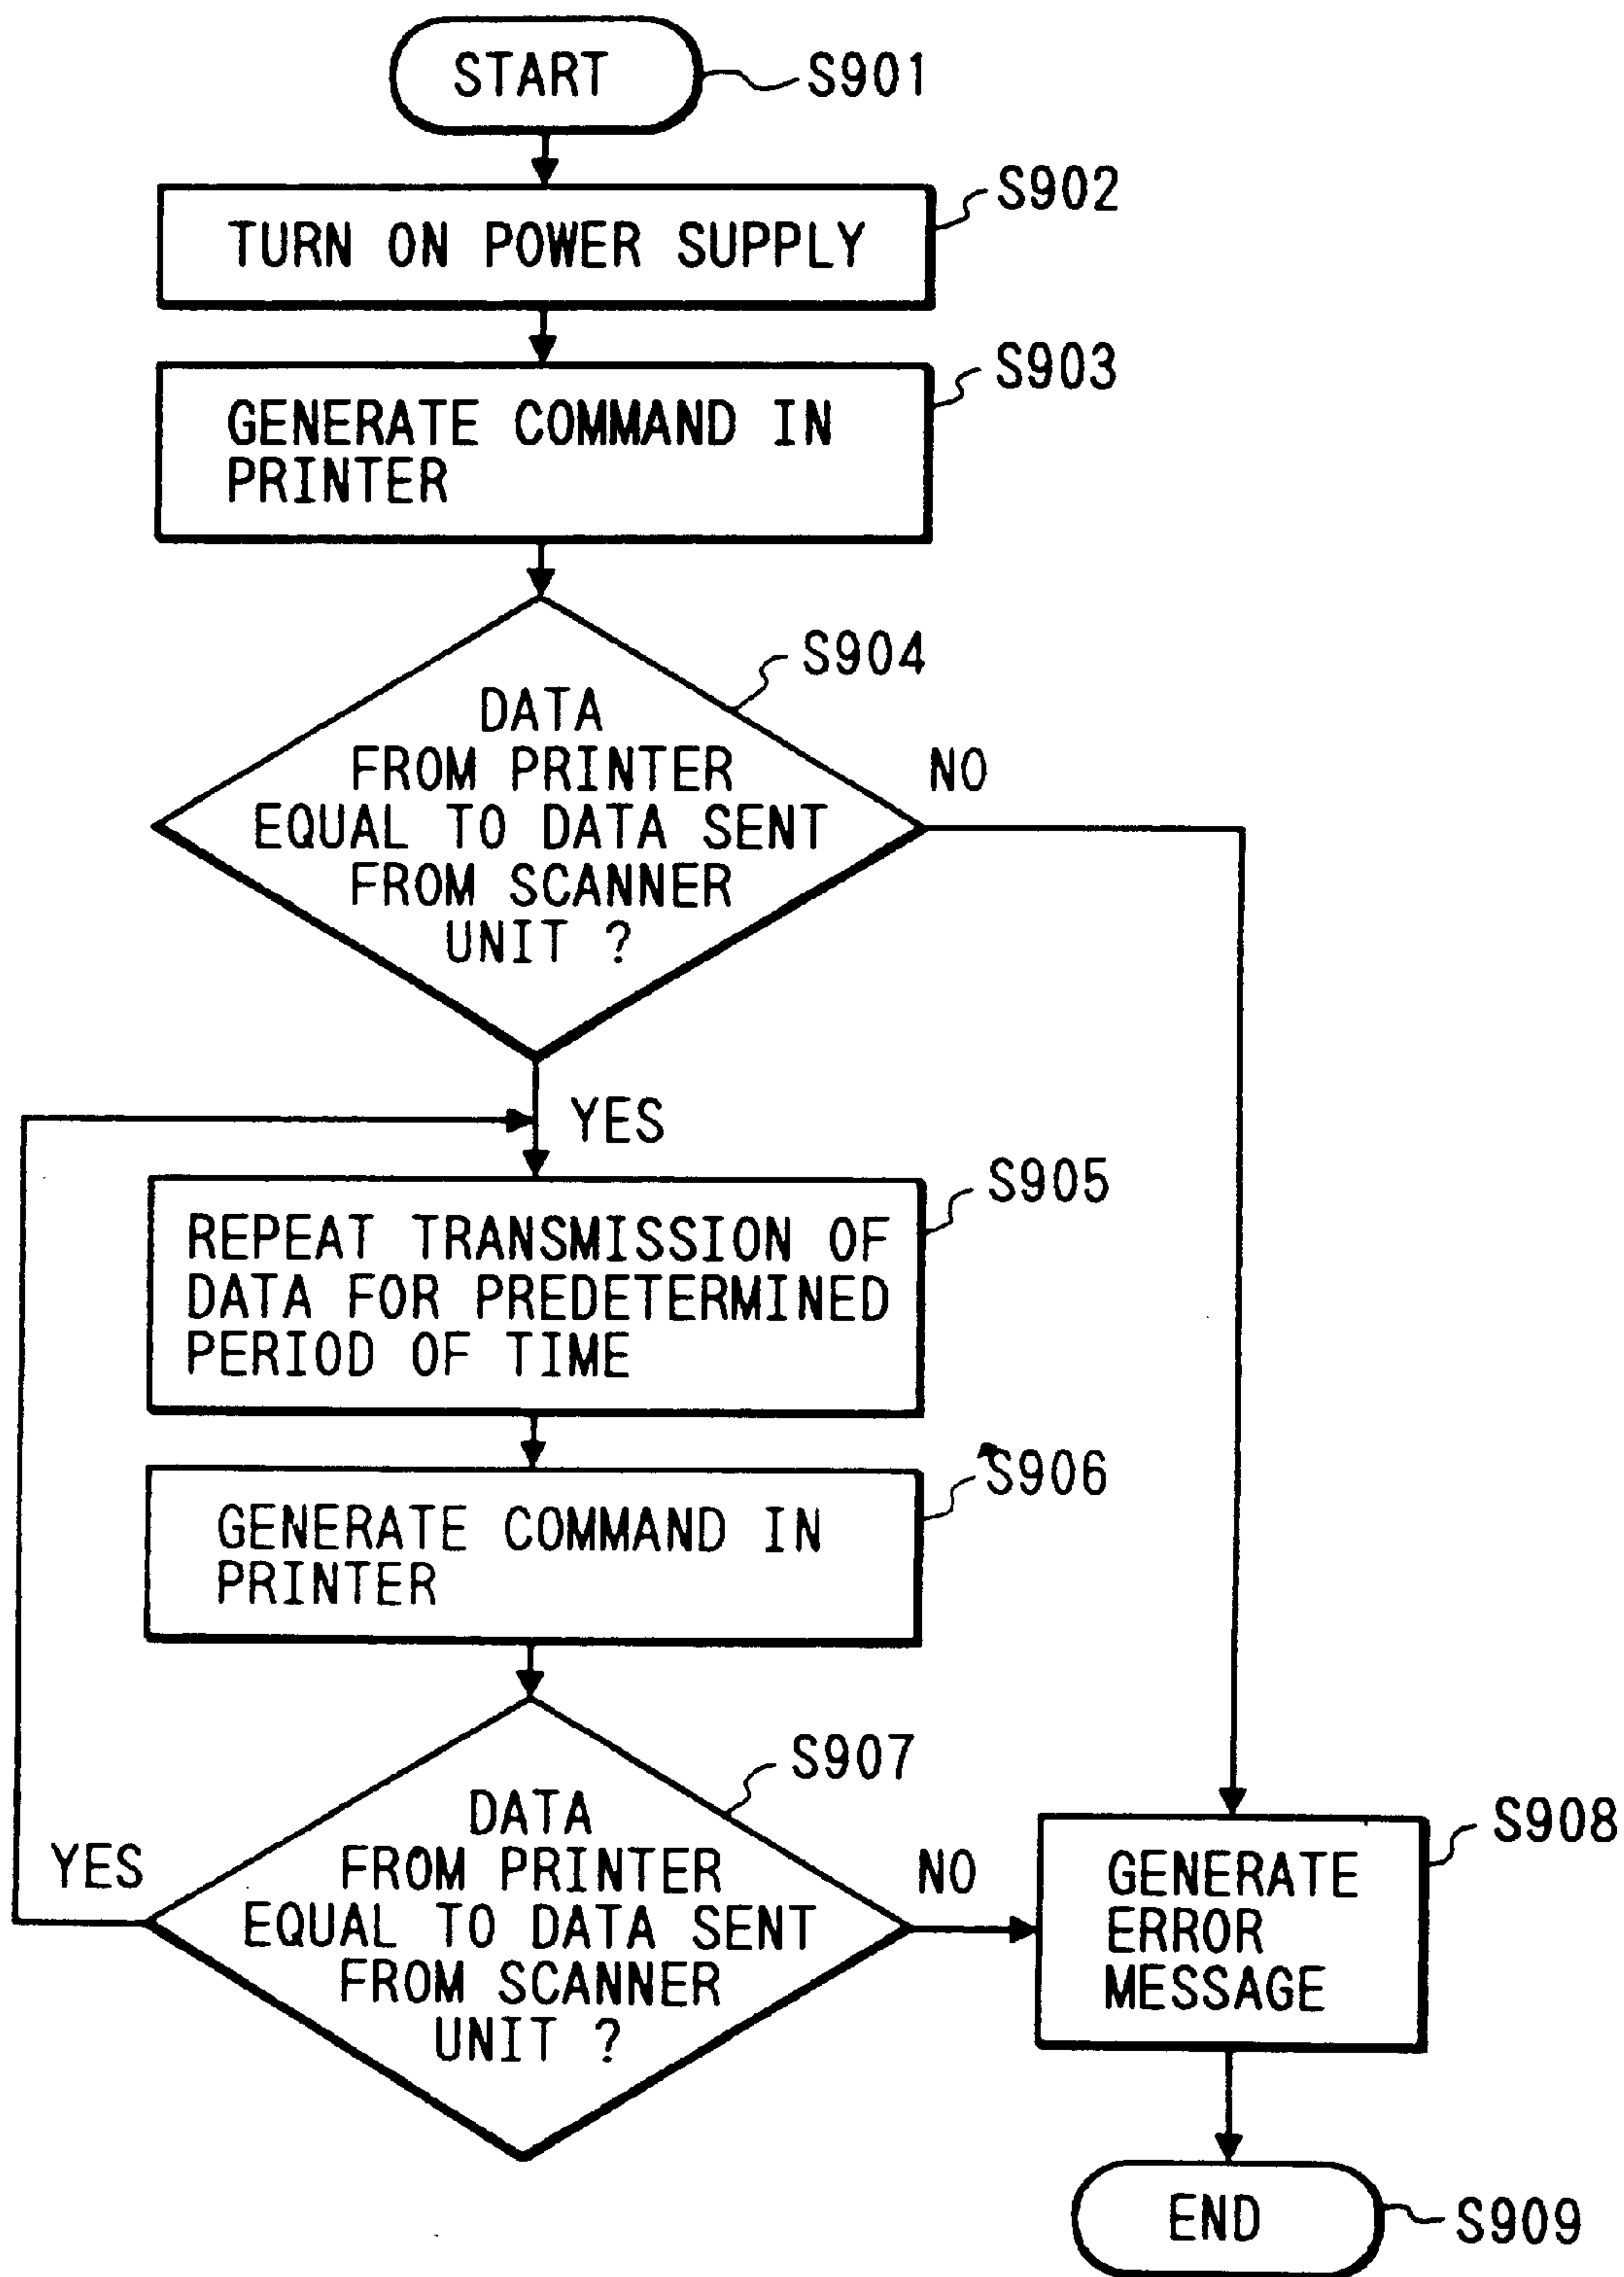 START
S901
S902
TURN ON POWER SUPPLY
S903
GENERATE COMMAND IN
PRINTER
S904
DATA
FROM PRINTER
EQUAL TO DATA SENT
FROM SCANNER
UNIT ?
NO
YES
S905
REPEAT TRANSMISSION OF
DATA FOR PREDETERMINED
PERIOD OF TIME
S906
GENERATE COMMAND IN
PRINTER
S907
DATA
FROM PRINTER
EQUAL TO DATA SENT
FROM SCANNER
UNIT ?
YES
NO
S908
GENERATE
ERROR
MESSAGE
END
S909